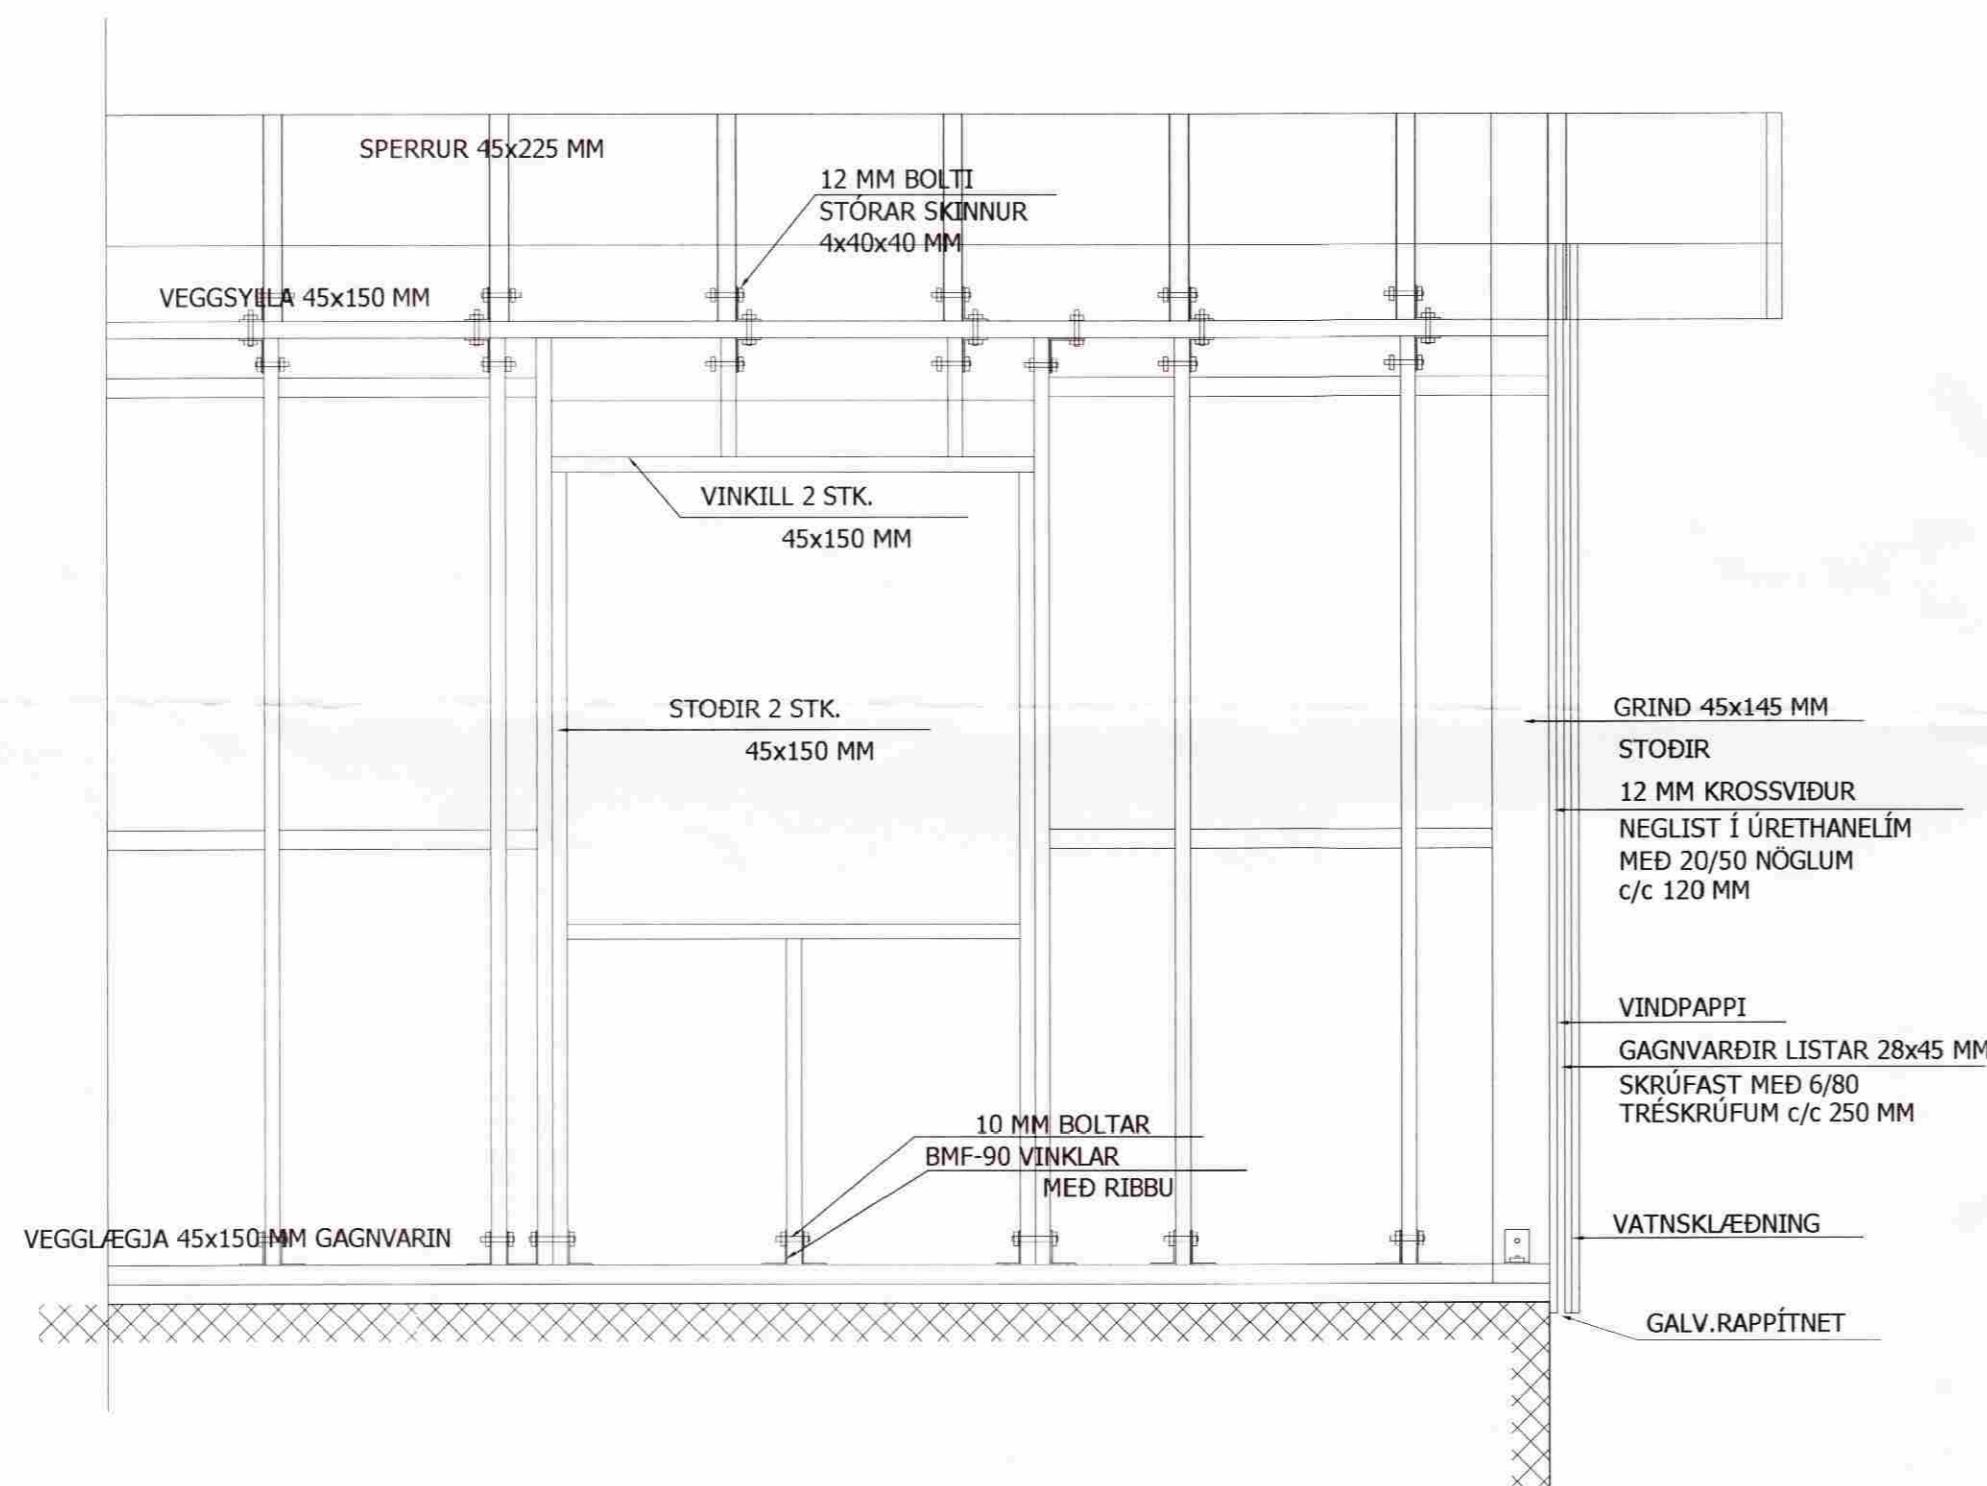 SPERRUR 45x225 MM
12 MM BOLTI
STÓRAR SKINNUR
4x40x40 MM
VEGGSYLLA 45x150 MM
VINKILL 2 STK.
45x150 MM
STOÐIR 2 STK.
45x150 MM
GRIND 45x145 MM
STOÐIR
12 MM KROSSVIÐUR
NEGLIST Í ÚRETHANELÍM
MEÐ 20/50 NÖGLUM
c/c 120 MM
VINDPAPPI
GAGNVARÐIR LISTAR 28x45 MM
SKRÚFAST MEÐ 6/80
TRÉSKRÚFUM c/c 250 MM
10 MM BOLTAR
BMF-90 VINKLAR
MEÐ RIBBU
VEGGLÆGJA 45x150 MM GAGNVARIN
VATNSKLÆÐNING
GALV.RAPPÍTNET